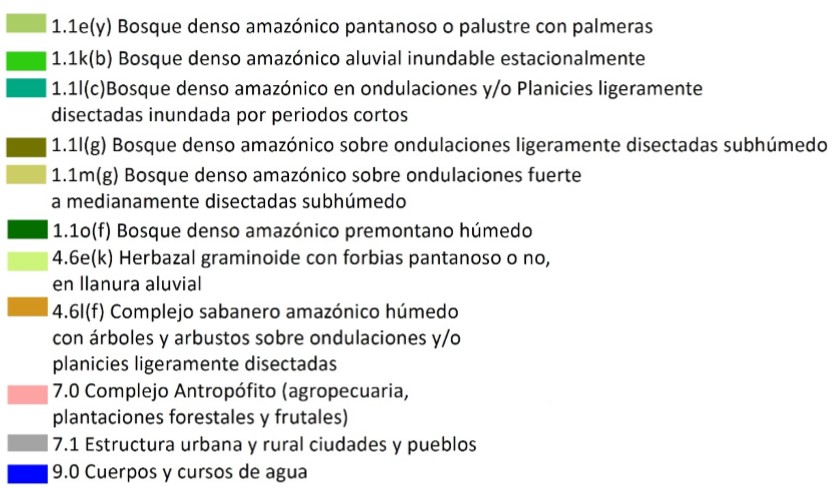 1.1e(y) Bosque denso amazónico pantanoso o palustre con palmeras
1.1k(b) Bosque denso amazónico aluvial inundable estacionalmente
1.1l(c)Bosque denso amazónico en ondulaciones y/o Planicies ligeramente
disectadas inundada por periodos cortos
1.1l(g) Bosque denso amazónico sobre ondulaciones ligeramente disectadas subhúmedo
1.1m(g) Bosque denso amazónico sobre ondulaciones fuerte
a medianamente disectadas subhúmedo
1.1o(f) Bosque denso amazónico premontano húmedo
4.6e(k) Herbazal graminoide con forbias pantanoso o no,
en llanura aluvial
4.6l(f) Complejo sabanero amazónico húmedo
con árboles y arbustos sobre ondulaciones y/o
planicies ligeramente disectadas
7.0 Complejo Antropófito (agropecuaria,
plantaciones forestales y frutales)
7.1 Estructura urbana y rural ciudades y pueblos
9.0 Cuerpos y cursos de agua